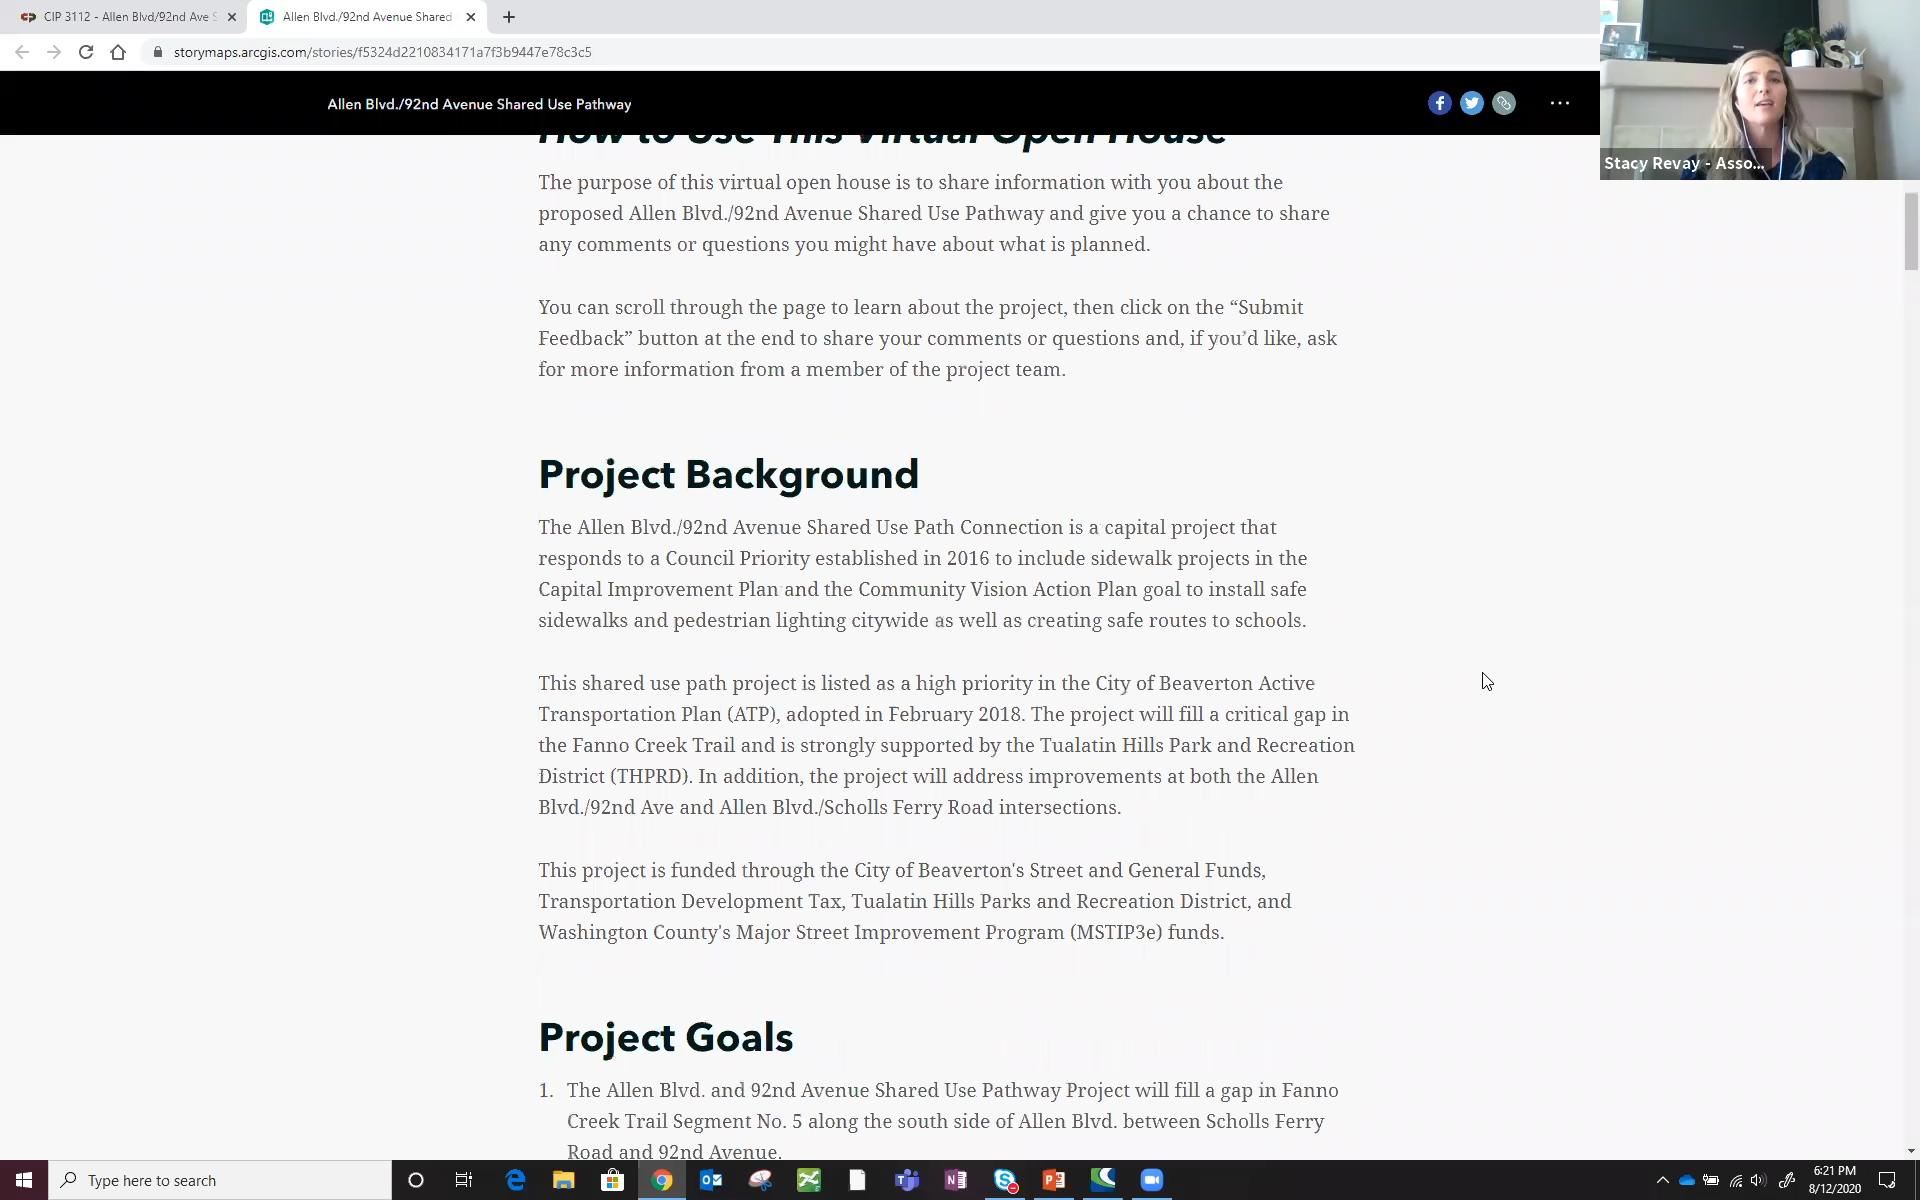 CIP 3112 - Allen Blvd/92nd Ave S
Allen Blvd./92nd Avenue Shared
storymaps.arcgis.com/stories/f5324d2210834171a7f3b9447e78c3c5
Allen Blvd./92nd Avenue Shared Use Pathway
Stacy Revay - Asso...
How to Use This Virtual Open House
The purpose of this virtual open house is to share information with you about the
proposed Allen Blvd./92nd Avenue Shared Use Pathway and give you a chance to share
any comments or questions you might have about what is planned.
You can scroll through the page to learn about the project, then click on the “Submit
Feedback” button at the end to share your comments or questions and, if you’d like, ask
for more information from a member of the project team.
Project Background
The Allen Blvd./92nd Avenue Shared Use Path Connection is a capital project that
responds to a Council Priority established in 2016 to include sidewalk projects in the
Capital Improvement Plan and the Community Vision Action Plan goal to install safe
sidewalks and pedestrian lighting citywide as well as creating safe routes to schools.
This shared use path project is listed as a high priority in the City of Beaverton Active
Transportation Plan (ATP), adopted in February 2018. The project will fill a critical gap in
the Fanno Creek Trail and is strongly supported by the Tualatin Hills Park and Recreation
District (THPRD). In addition, the project will address improvements at both the Allen
Blvd./92nd Ave and Allen Blvd./Scholls Ferry Road intersections.
This project is funded through the City of Beaverton's Street and General Funds,
Transportation Development Tax, Tualatin Hills Parks and Recreation District, and
Washington County's Major Street Improvement Program (MSTIP3e) funds.
Project Goals
1. The Allen Blvd. and 92nd Avenue Shared Use Pathway Project will fill a gap in Fanno
Creek Trail Segment No. 5 along the south side of Allen Blvd. between Scholls Ferry
Road and 92nd Avenue.
Type here to search
6:21 PM
8/12/2020